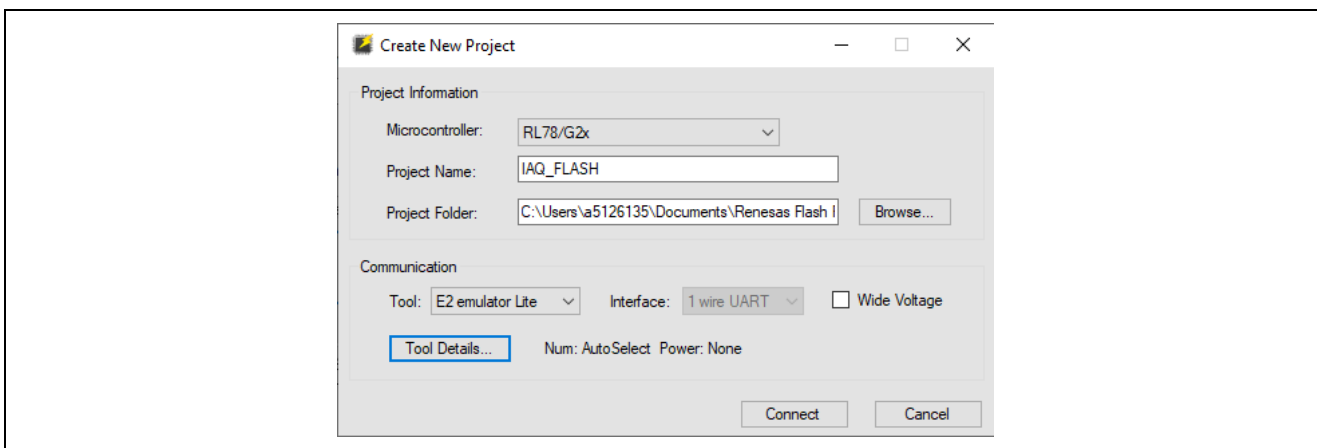 Create New Project
Project Information
Microcontroller: RL78/G2x
Project Name: IAQ_FLASH
Project Folder: C:\Users\a5126135\Documents\Renesas Flash Browse...
Communication
Tool: E2 emulator Lite Interface: 1 wire UART Wide Voltage
Tool Details... Num: AutoSelect Power: None
Connect Cancel